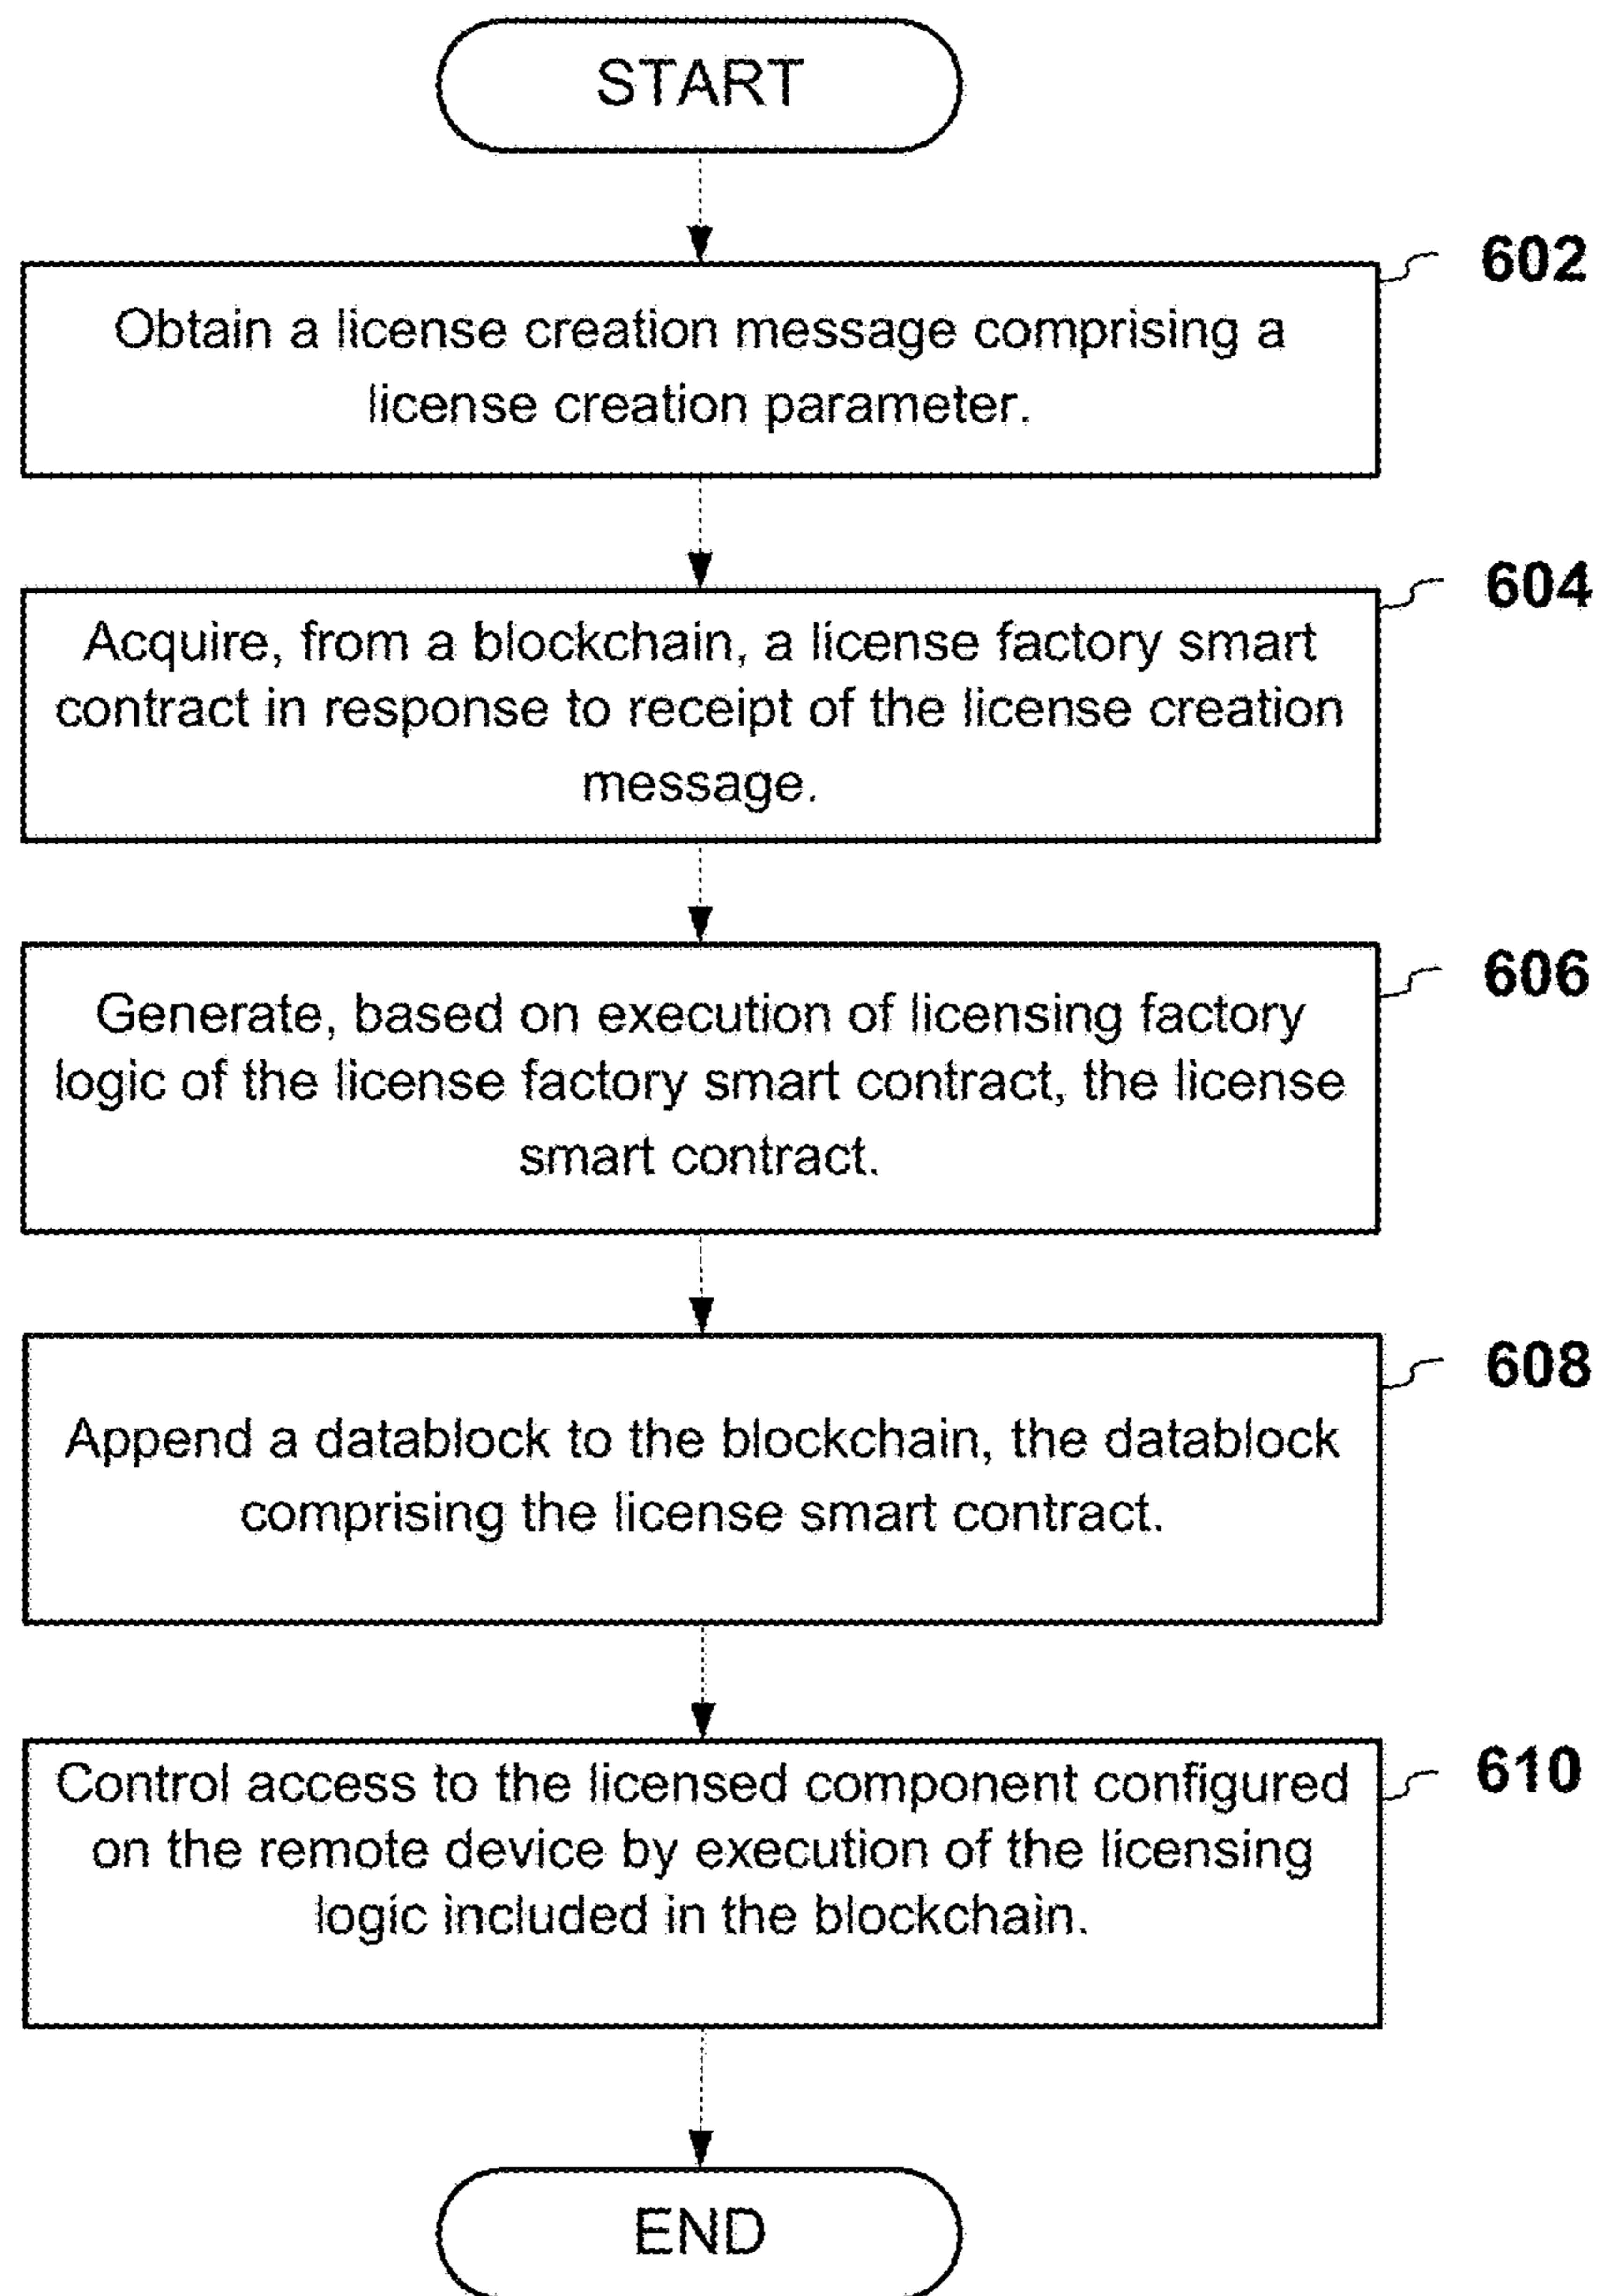 START
602
Obtain a license creation message comprising a
license creation parameter.
604
Acquire, from a blockchain, a license factory smart
contract in response to receipt of the license creation
message.
606
Generate, based on execution of licensing factory
logic of the license factory smart contract, the license
smart contract.
608
Append a datablock to the blockchain, the datablock
comprising the license smart contract.
610
Control access to the licensed component configured
on the remote device by execution of the licensing
logic included in the blockchain.
END